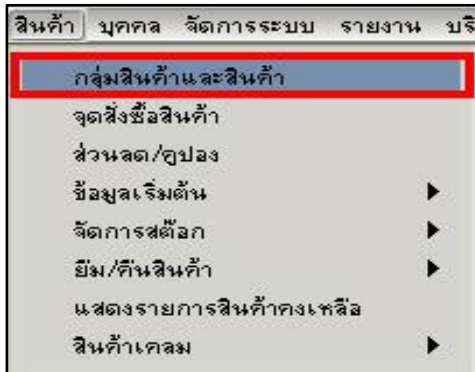 สินค้า บุคคล จัดการระบบ รายงาน บริ
กลุ่มสินค้าและสินค้า
จุดสั่งซื้อสินค้า
ส่วนลด/คูปอง
ข้อมูลเริ่มต้น
จัดการสต๊อก
ยืม/คืนสินค้า
แสดงรายการสินค้าคงเหลือ
สินค้าเคลม